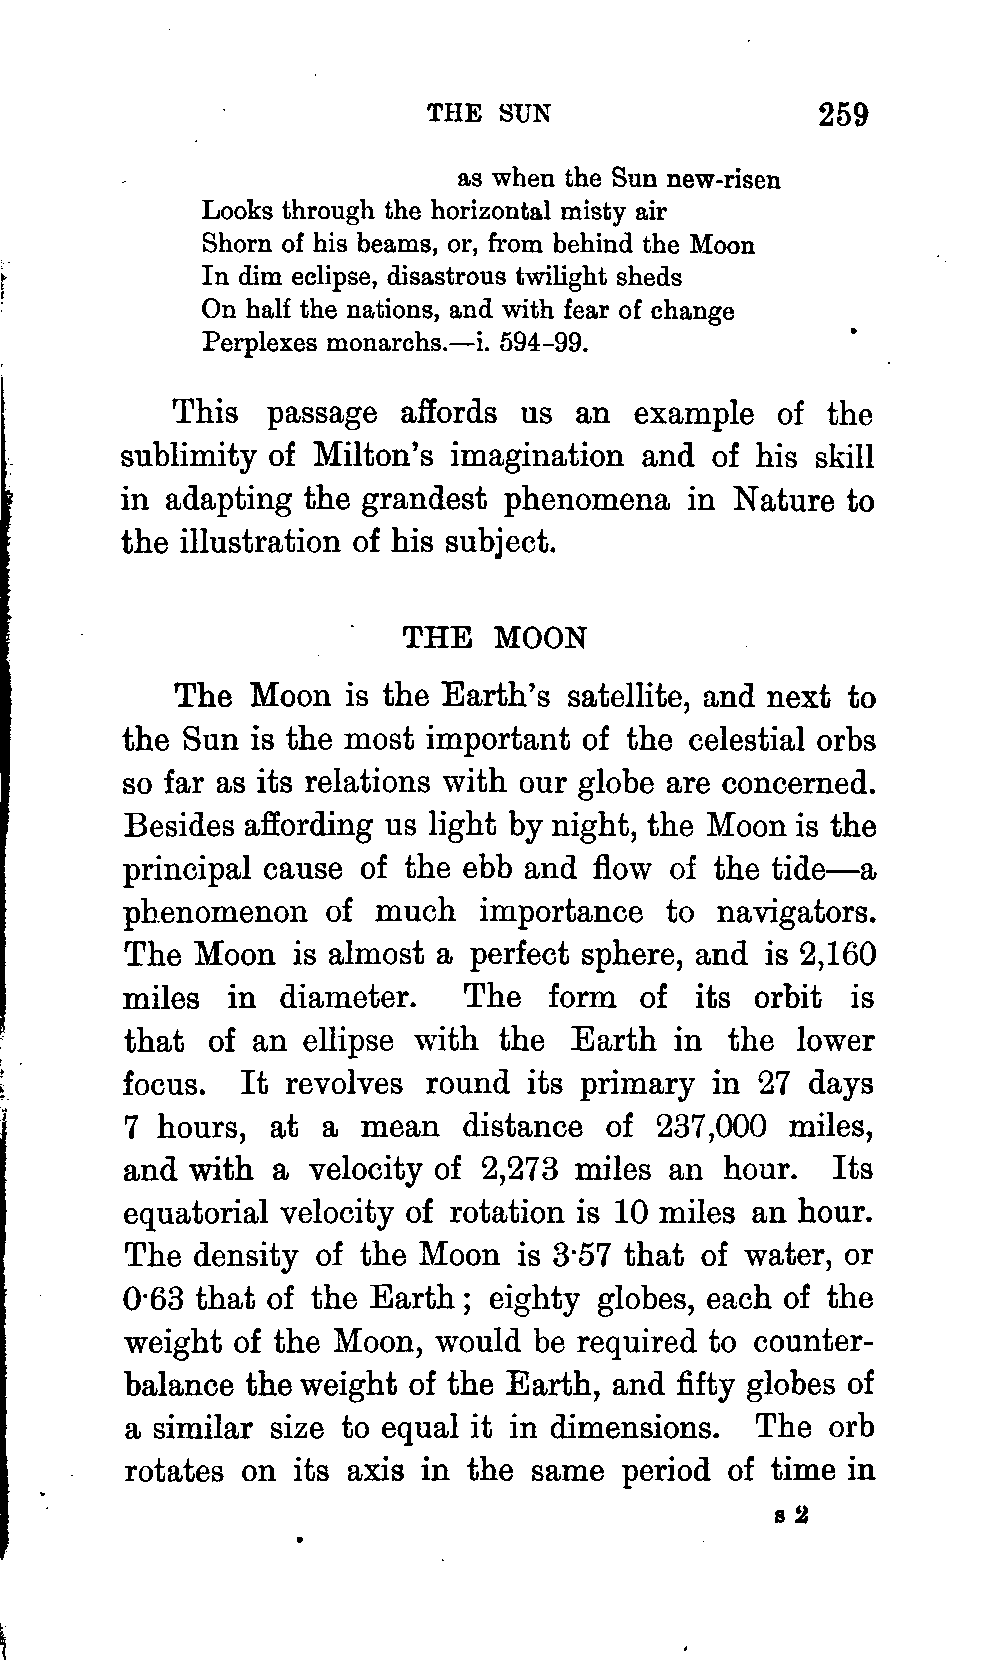 THE SUN 259
as when the Sun new-risen
Looks through the horizontal misty air
Shorn of his beams, or, from behind the Moon
In dim eclipse, disastrous twilight sheds
On half the nations, and with fear of change
Perplexes monarchs.—i. 594-99.
This passage affords us an example of the
sublimity of Milton's imagination and of his skill
in adapting the grandest phenomena in Nature to
the illustration of his subject.
THE MOON
The Moon is the Earth's satellite, and next to
the Sun is the most important of the celestial orbs
so far as its relations with our globe are concerned.
Besides affording us light by night, the Moon is the
principal cause of the ebb and flow of the tide—a
phenomenon of much importance to navigators.
The Moon is almost a perfect sphere, and is 2,160
miles in diameter. The form of its orbit is
that of an ellipse with the Earth in the lower
focus. It revolves round its primary in 27 days
7 hours, at a mean distance of 237,000 miles,
and with a velocity of 2,273 miles an hour. Its
equatorial velocity of rotation is 10 miles an hour.
The density of the Moon is 3·57 that of water, or
0·63 that of the Earth; eighty globes, each of the
weight of the Moon, would be required to counter-
balance the weight of the Earth, and fifty globes of
a similar size to equal it in dimensions. The orb
rotates on its axis in the same period of time in
s 2